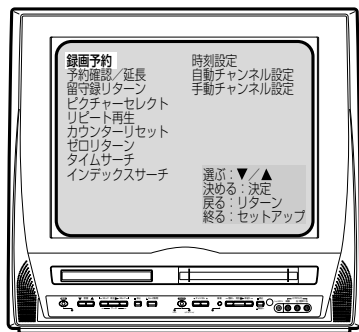 録画予約
予約確認／延長
留守録リターン
ピクチャーセレクト
リピート再生
カウンターリセット
ゼロリターン
タイムサーチ
インデックスサーチ
時刻設定
自動チャンネル設定
手動チャンネル設定
選ぶ：▼／▲
決める：決定
戻る：リターン
終る：セットアップ